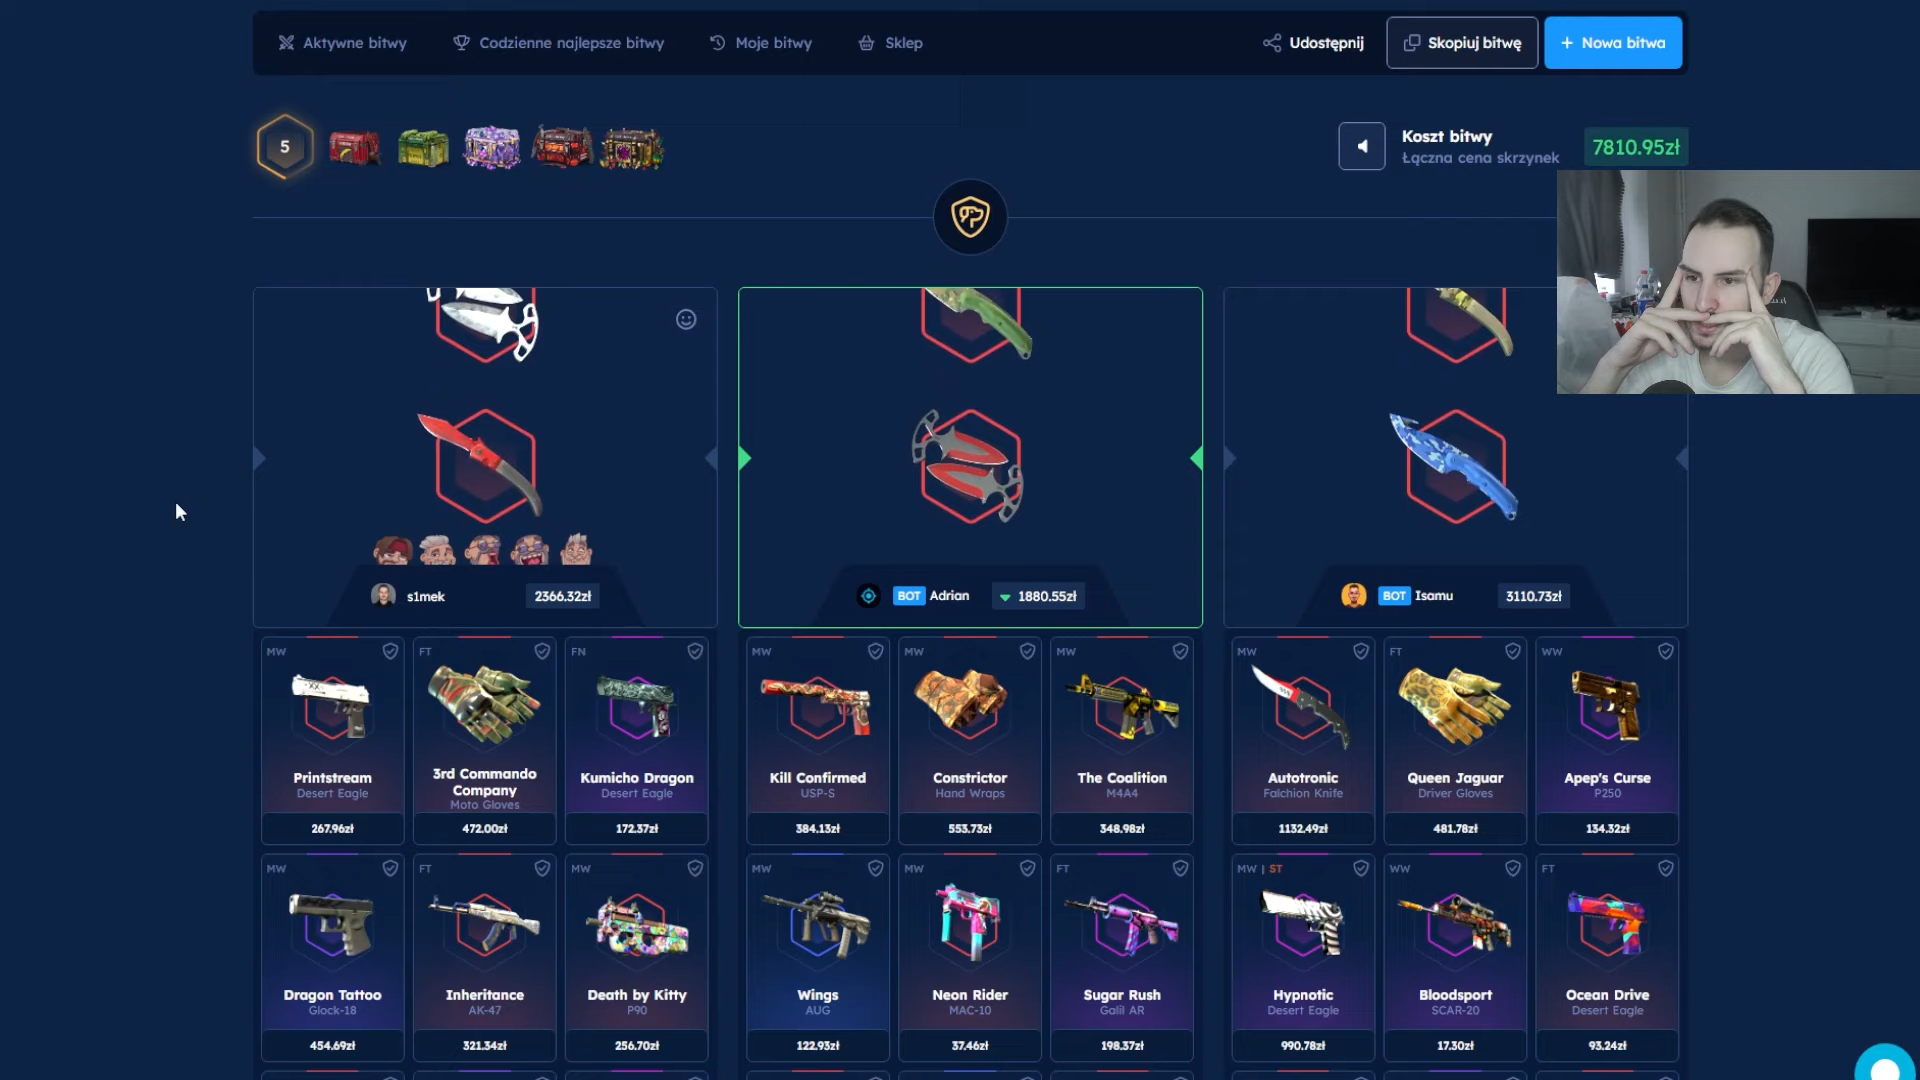 Aktywne bitwy
Codzienne najlepsze bitwy
Moje bitwy
Sklep
Udostępnij
Skopiuj bitwę
+ Nowa bitwa
5
Koszt bitwy
Łączna cena skrzynek
7810.95zł
s1mek
2366.32zł
BOT Adrian
1880.55zł
BOT Isamu
3110.73zł
MW
Printstream
Desert Eagle
267.96zł
FT
3rd Commando
Company
Moto Gloves
472.00zł
FN
Kumicho Dragon
Desert Eagle
172.37zł
MW
Kill Confirmed
USP-S
384.13zł
MW
Constrictor
Hand Wraps
553.73zł
MW
The Coalition
M4A4
348.98zł
MW
Autotronic
Falchion Knife
1132.49zł
FT
Queen Jaguar
Driver Gloves
481.78zł
WW
Apep's Curse
P250
134.32zł
MW
Dragon Tattoo
Glock-18
454.69zł
FT
Inheritance
AK-47
321.34zł
MW
Death by Kitty
P90
256.70zł
MW
Wings
AUG
122.93zł
MW
Neon Rider
MAC-10
37.46zł
FT
Sugar Rush
Galil AR
198.37zł
MW | ST
Hypnotic
Desert Eagle
990.78zł
WW
Bloodsport
SCAR-20
17.30zł
FT
Ocean Drive
Desert Eagle
93.24zł